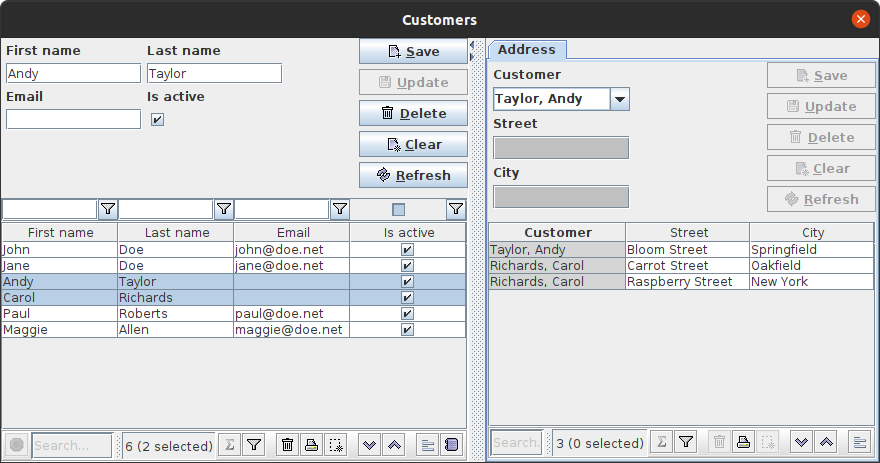 Customers
First name Last name
Andy Taylor
Email Is active
Save
Update
Delete
Clear
Refresh
First name Last name Email Is active
John Doe john@doe.net
Jane Doe jane@doe.net
Andy Taylor
Carol Richards
Paul Roberts paul@doe.net
Maggie Allen maggie@doe.net
Search... 6 (2 selected) Σ
Address
Customer
Taylor, Andy
Street
City
Save
Update
Delete
Clear
Refresh
Customer Street City
Taylor, Andy Bloom Street Springfield
Richards, Carol Carrot Street Oakfield
Richards, Carol Raspberry Street New York
Search. 3 (0 selected) Σ